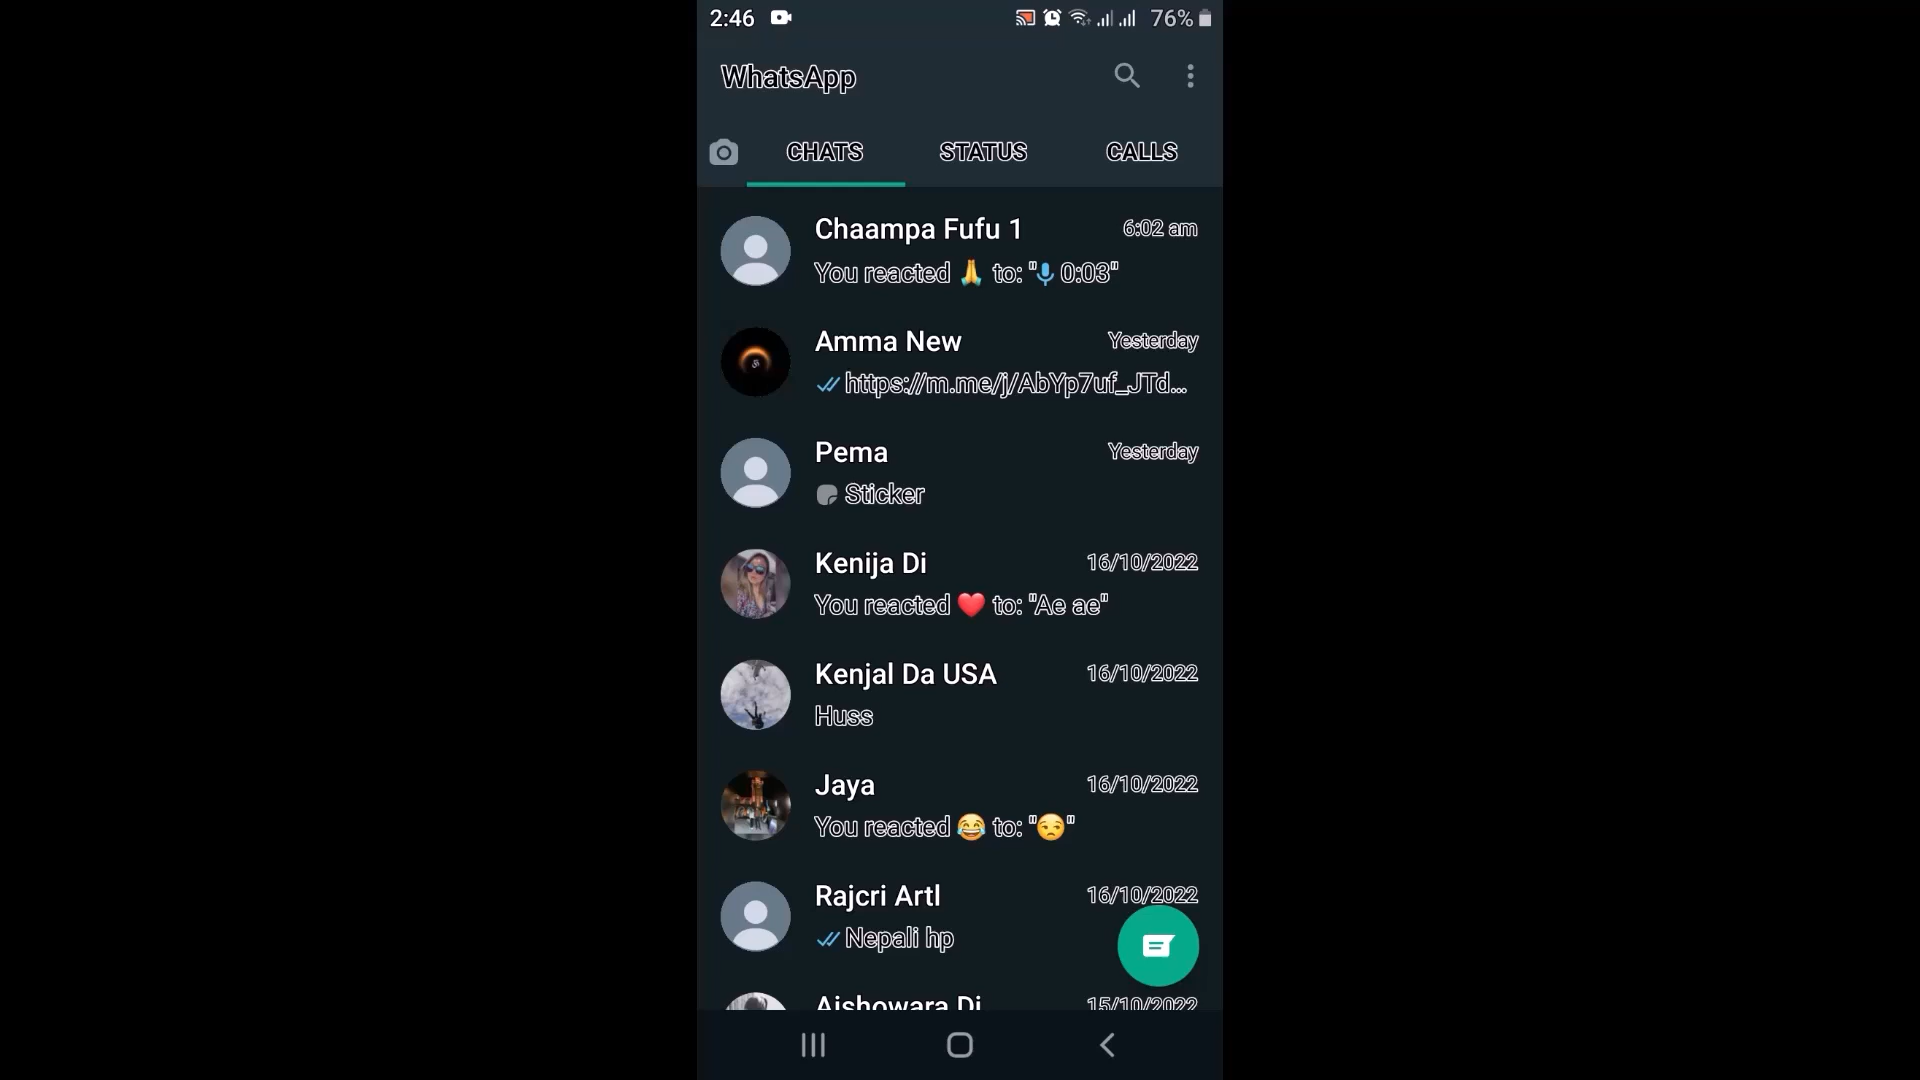 2:46 76%
WhatsApp
CHATS STATUS CALLS
Chaampa Fufu 1 6:02 am
You reacted 🙏 to: "🎤 0:03"
Amma New Yesterday
https://m.me/j/AbYp7uf_JTd...
Pema Yesterday
Sticker
Kenija Di 16/10/2022
You reacted ❤️ to: "Ae ae"
Kenjal Da USA 16/10/2022
Huss
Jaya 16/10/2022
You reacted 😂 to: "😒"
Rajcri Artl 16/10/2022
Nepali hp
Aishowara Di 15/10/2022